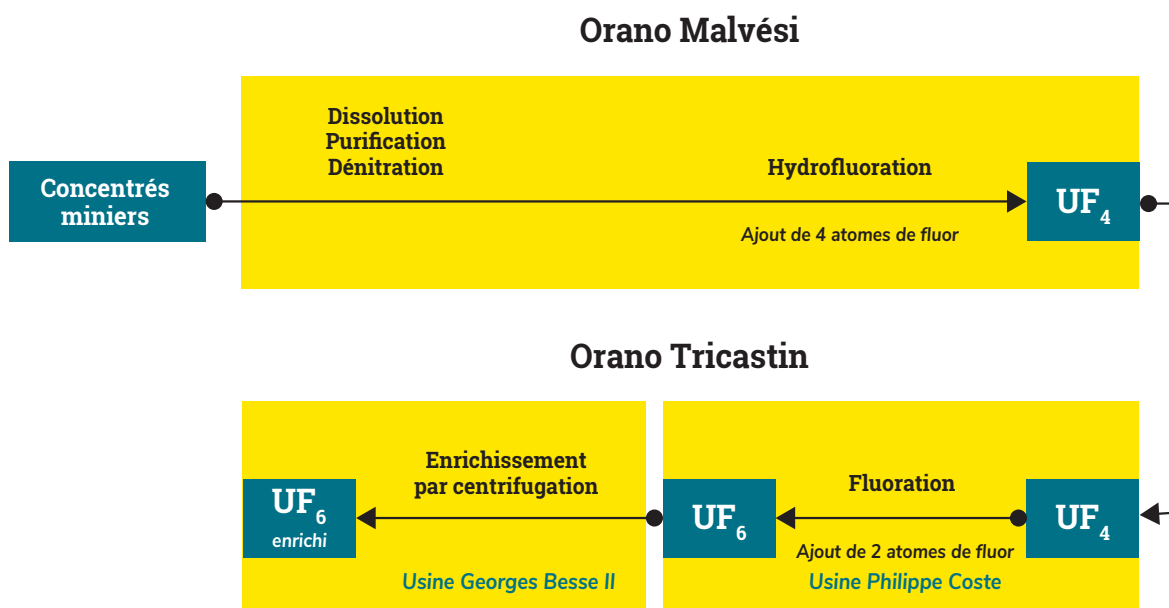 Orano Malvési
Dissolution
Purification
Dénitration
Concentrés
miniers
Hydrofluoration
Ajout de 4 atomes de fluor
UF₄
Orano Tricastin
UF₆
enrichi
Enrichissement
par centrifugation
Usine Georges Besse II
UF₆
Fluoration
Ajout de 2 atomes de fluor
Usine Philippe Coste
UF₄